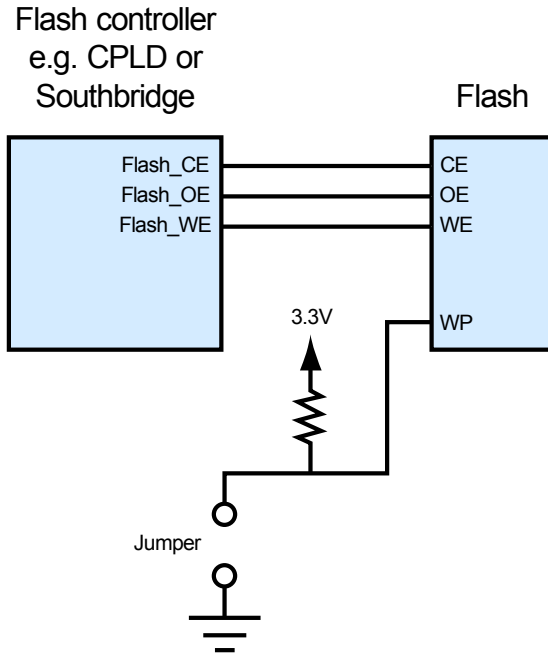 Flash controller
e.g. CPLD or
Southbridge
Flash
Flash_CE
Flash_OE
Flash_WE
CE
OE
WE
WP
3.3V
Jumper